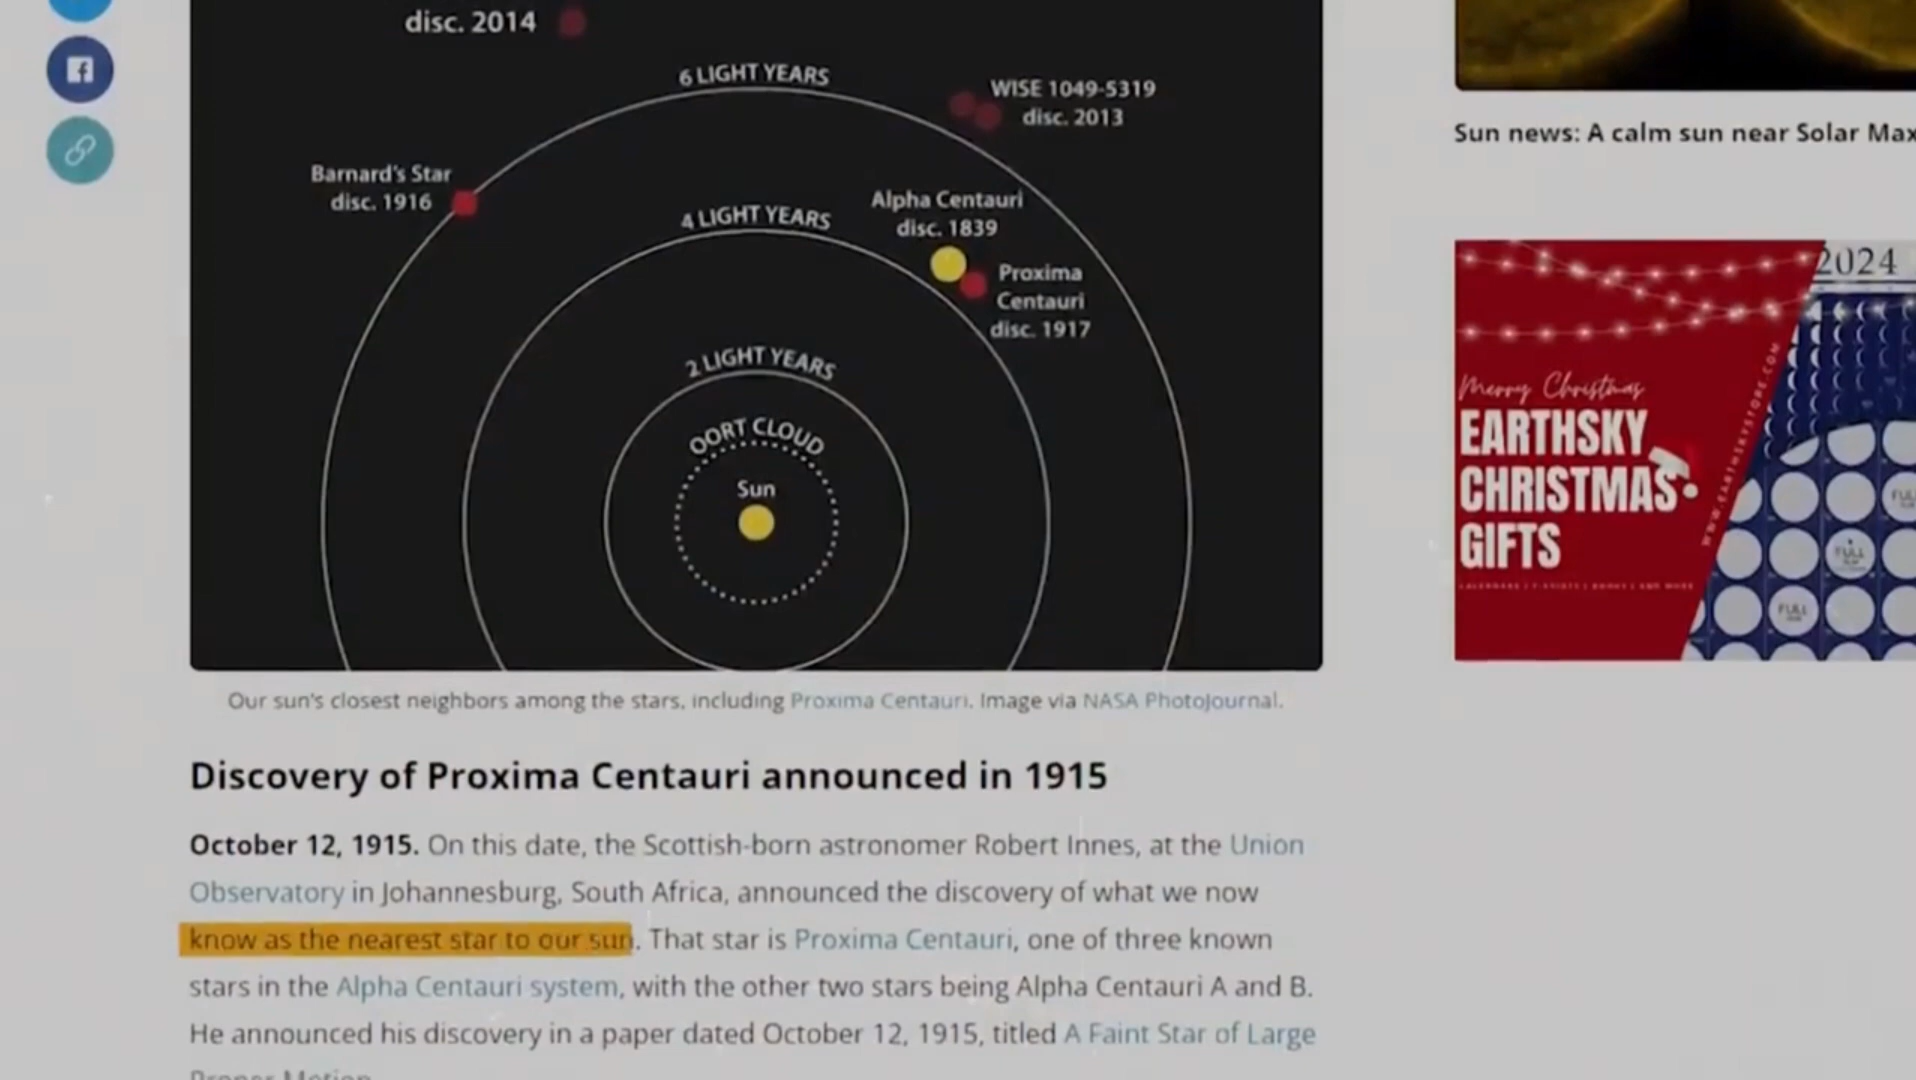 disc. 2014
6 LIGHT YEARS
WISE 1049-5319
disc. 2013
Barnard's Star
disc. 1916
Alpha Centauri
disc. 1839
4 LIGHT YEARS
Proxima
Centauri
disc. 1917
2 LIGHT YEARS
OORT CLOUD
Sun
Our sun's closest neighbors among the stars, including Proxima Centauri. Image via NASA PhotoJournal.
Discovery of Proxima Centauri announced in 1915
October 12, 1915. On this date, the Scottish-born astronomer Robert Innes, at the Union
Observatory in Johannesburg, South Africa, announced the discovery of what we now
know as the nearest star to our sun. That star is Proxima Centauri, one of three known
stars in the Alpha Centauri system, with the other two stars being Alpha Centauri A and B.
He announced his discovery in a paper dated October 12, 1915, titled A Faint Star of Large
Proper Motion.
Sun news: A calm sun near Solar Max
2024
Merry Christmas
EARTHSKY
CHRISTMAS
GIFTS
WWW.EARTHSKYSTORE.COM
FULL
FULL